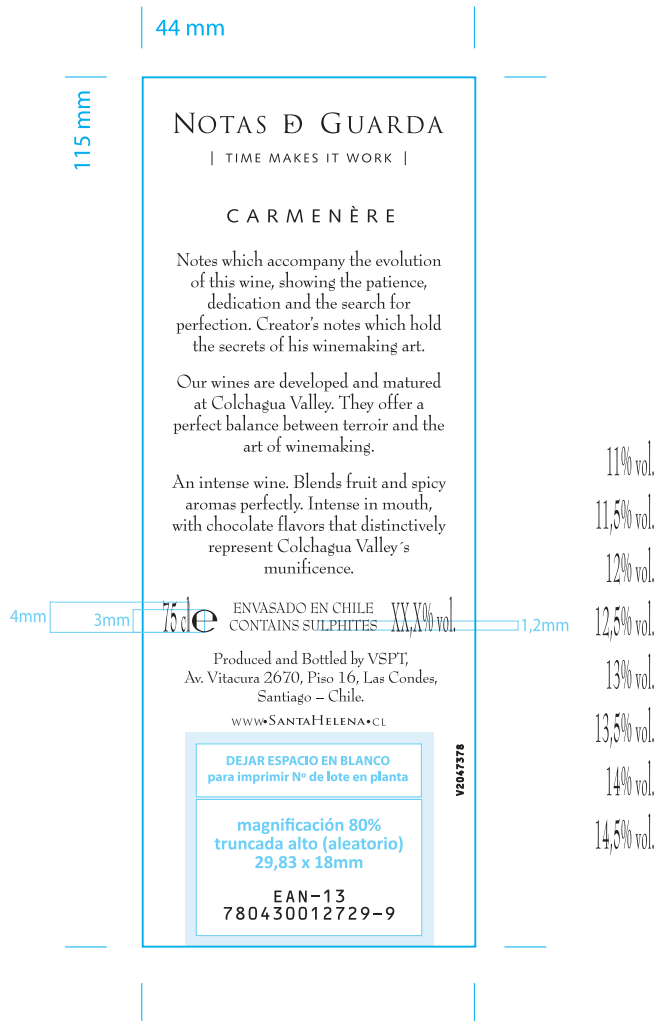 44 mm
115 mm
NOTAS DE GUARDA
| TIME MAKES IT WORK |
CARMENÈRE
Notes which accompany the evolution
of this wine, showing the patience,
dedication and the search for
perfection. Creator's notes which hold
the secrets of his winemaking art.
Our wines are developed and matured
at Colchagua Valley. They offer a
perfect balance between terroir and the
art of winemaking.
An intense wine. Blends fruit and spicy
aromas perfectly. Intense in mouth,
with chocolate flavors that distinctively
represent Colchagua Valley´s
munificence.
4mm
3mm
75 cl e
ENVASADO EN CHILE
CONTAINS SULPHITES
XX,X% vol.
1,2mm
Produced and Bottled by VSPT,
Av. Vitacura 2670, Piso 16, Las Condes,
Santiago – Chile.
WWW•SANTAHELENA•CL
DEJAR ESPACIO EN BLANCO
para imprimir Nº de lote en planta
V2047378
magnificación 80%
truncada alto (aleatorio)
29,83 x 18mm
EAN-13
780430012729-9
11% vol.
11,5% vol.
12% vol.
12,5% vol.
13% vol.
13,5% vol.
14% vol.
14,5% vol.